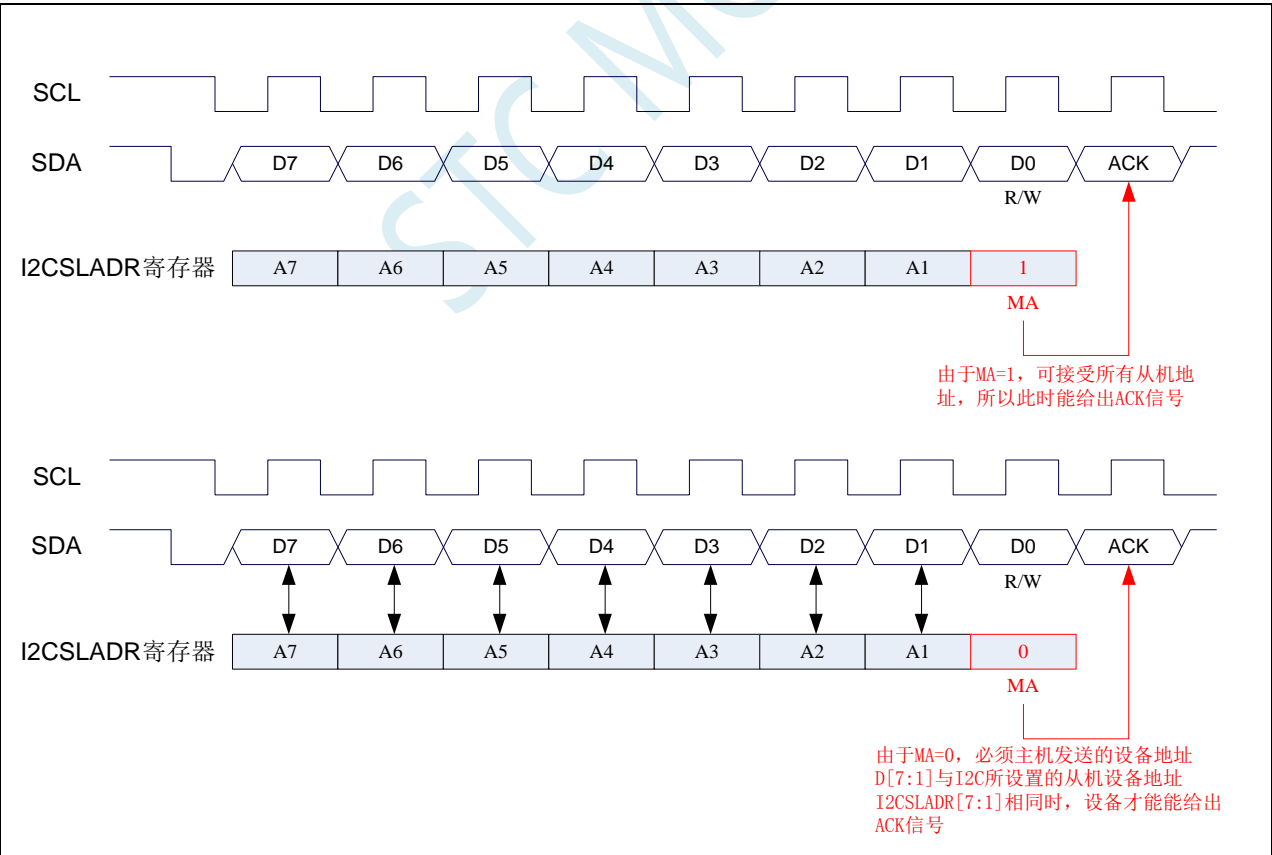 STC MC
SCL
SDA D7 D6 D5 D4 D3 D2 D1 D0 ACK
R/W
I2CSLADR寄存器 A7 A6 A5 A4 A3 A2 A1 1
MA
由于MA=1，可接受所有从机地
址，所以此时能给出ACK信号
SCL
SDA D7 D6 D5 D4 D3 D2 D1 D0 ACK
R/W
I2CSLADR寄存器 A7 A6 A5 A4 A3 A2 A1 0
MA
由于MA=0，必须主机发送的设备地址
D[7:1]与I2C所设置的从机设备地址
I2CSLADR[7:1]相同时，设备才能能给出
ACK信号